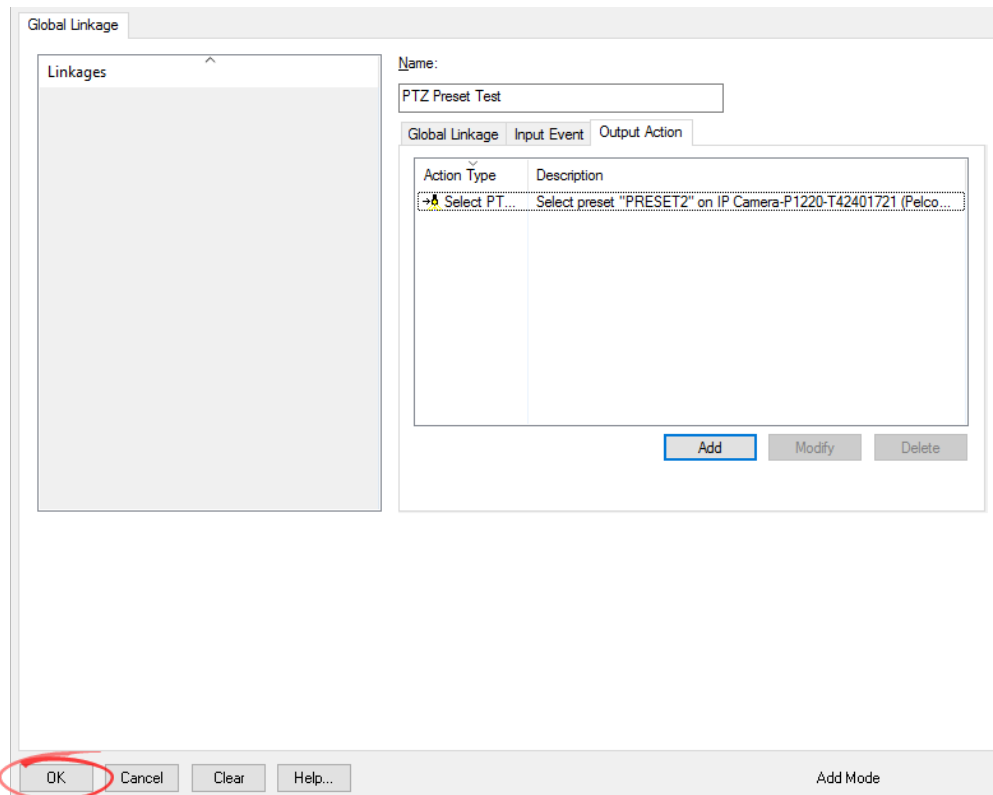 Global Linkage
Linkages
Name:
PTZ Preset Test
Global Linkage Input Event Output Action
Action Type Description
Select PT... Select preset "PRESET2" on IP Camera-P1220-T42401721 (Pelco...
Add Modify Delete
OK Cancel Clear Help... Add Mode